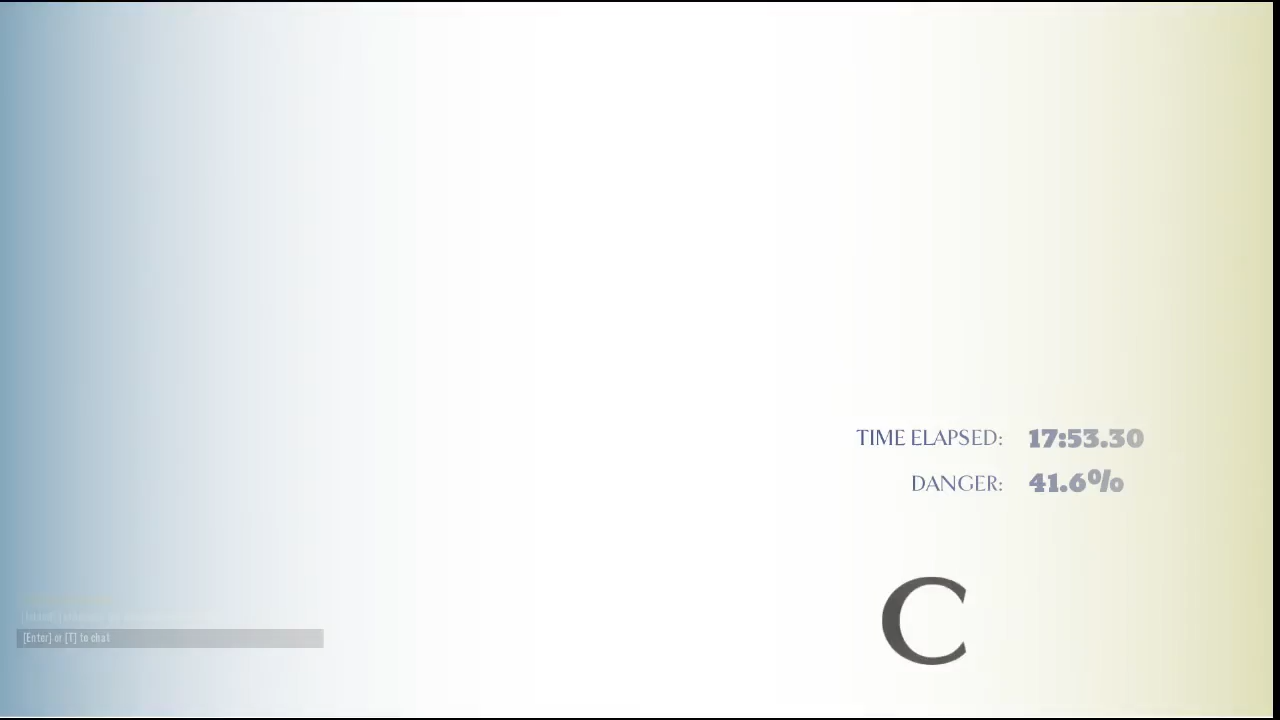 TIME ELAPSED: 17:53.30
DANGER: 41.6%
C
[Enter] or [T] to chat